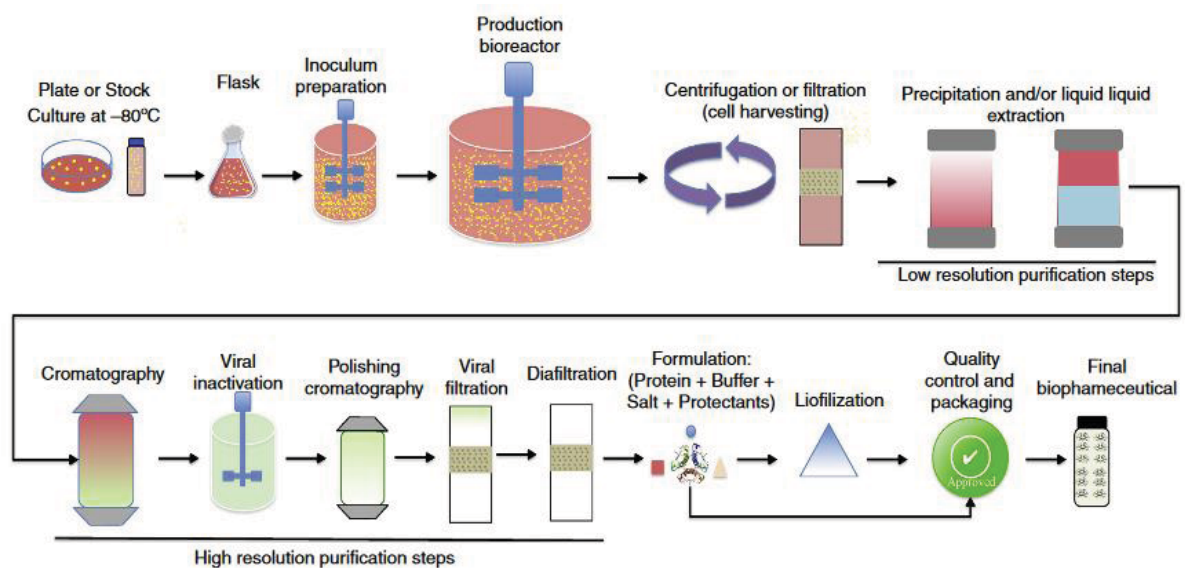 Plate or Stock
Culture at –80ºC
Flask
Inoculum
preparation
Production
bioreactor
Centrifugation or filtration
(cell harvesting)
Precipitation and/or liquid liquid
extraction
Low resolution purification steps
Cromatography
Viral
inactivation
Polishing
cromatography
Viral
filtration
Diafiltration
Formulation:
(Protein + Buffer +
Salt + Protectants)
Liofilization
Quality
control and
packaging
Approved
Final
biophameceutical
High resolution purification steps